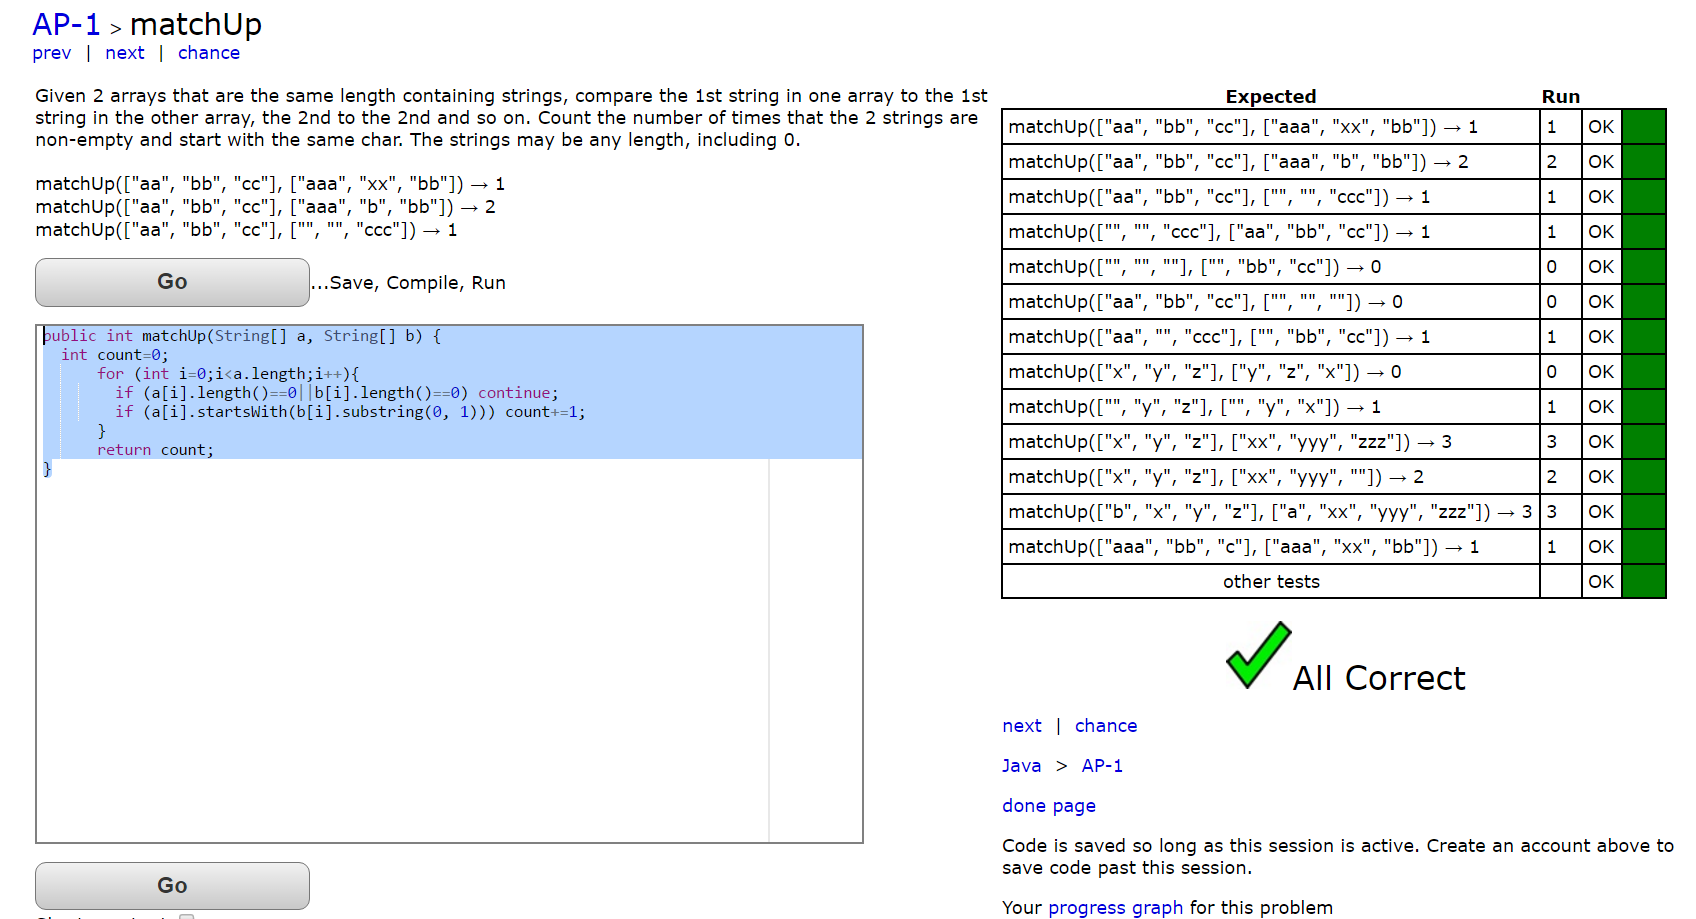 AP-1 > matchUp
prev | next | chance
Given 2 arrays that are the same length containing strings, compare the 1st string in one array to the 1st
string in the other array, the 2nd to the 2nd and so on. Count the number of times that the 2 strings are
non-empty and start with the same char. The strings may be any length, including 0.
matchUp(["aa", "bb", "cc"], ["aaa", "xx", "bb"]) → 1
matchUp(["aa", "bb", "cc"], ["aaa", "b", "bb"]) → 2
matchUp(["aa", "bb", "cc"], ["", "", "ccc"]) → 1
Go ...Save, Compile, Run
public int matchUp(String[] a, String[] b) {
int count=0;
for (int i=0;i<a.length;i++){
if (a[i].length()==0||b[i].length()==0) continue;
if (a[i].startsWith(b[i].substring(0, 1))) count+=1;
}
return count;
}
Go
Expected Run
matchUp(["aa", "bb", "cc"], ["aaa", "xx", "bb"]) → 1 1 OK
matchUp(["aa", "bb", "cc"], ["aaa", "b", "bb"]) → 2 2 OK
matchUp(["aa", "bb", "cc"], ["", "", "ccc"]) → 1 1 OK
matchUp(["", "", "ccc"], ["aa", "bb", "cc"]) → 1 1 OK
matchUp(["", "", ""], ["", "bb", "cc"]) → 0 0 OK
matchUp(["aa", "bb", "cc"], ["", "", ""]) → 0 0 OK
matchUp(["aa", "", "ccc"], ["", "bb", "cc"]) → 1 1 OK
matchUp(["x", "y", "z"], ["y", "z", "x"]) → 0 0 OK
matchUp(["", "y", "z"], ["", "y", "x"]) → 1 1 OK
matchUp(["x", "y", "z"], ["xx", "yyy", "zzz"]) → 3 3 OK
matchUp(["x", "y", "z"], ["xx", "yyy", ""]) → 2 2 OK
matchUp(["b", "x", "y", "z"], ["a", "xx", "yyy", "zzz"]) → 3 3 OK
matchUp(["aaa", "bb", "c"], ["aaa", "xx", "bb"]) → 1 1 OK
other tests OK
All Correct
next | chance
Java > AP-1
done page
Code is saved so long as this session is active. Create an account above to
save code past this session.
Your progress graph for this problem